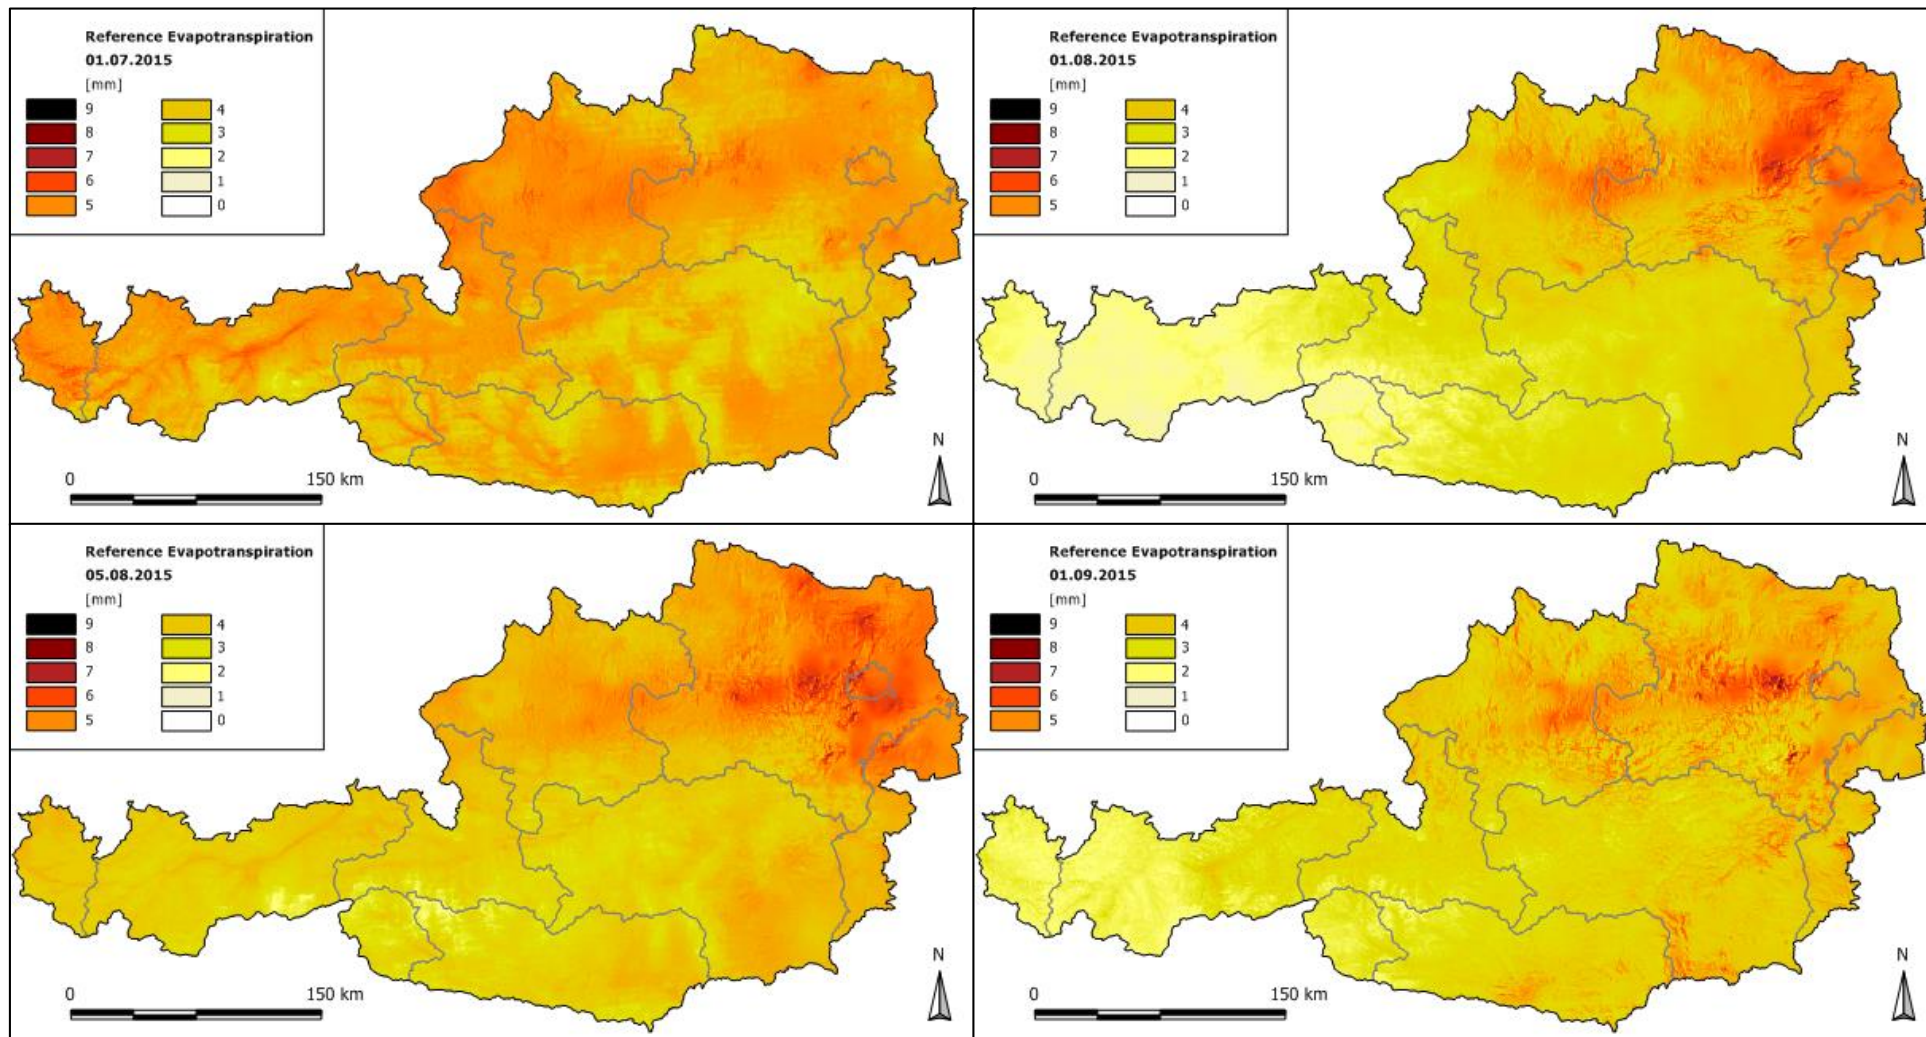 Reference Evapotranspiration
01.07.2015
[mm]
9 4
8 3
7 2
6 1
5 0
N
0 150 km
Reference Evapotranspiration
01.08.2015
[mm]
9 4
8 3
7 2
6 1
5 0
N
0 150 km
Reference Evapotranspiration
05.08.2015
[mm]
9 4
8 3
7 2
6 1
5 0
N
0 150 km
Reference Evapotranspiration
01.09.2015
[mm]
9 4
8 3
7 2
6 1
5 0
N
0 150 km